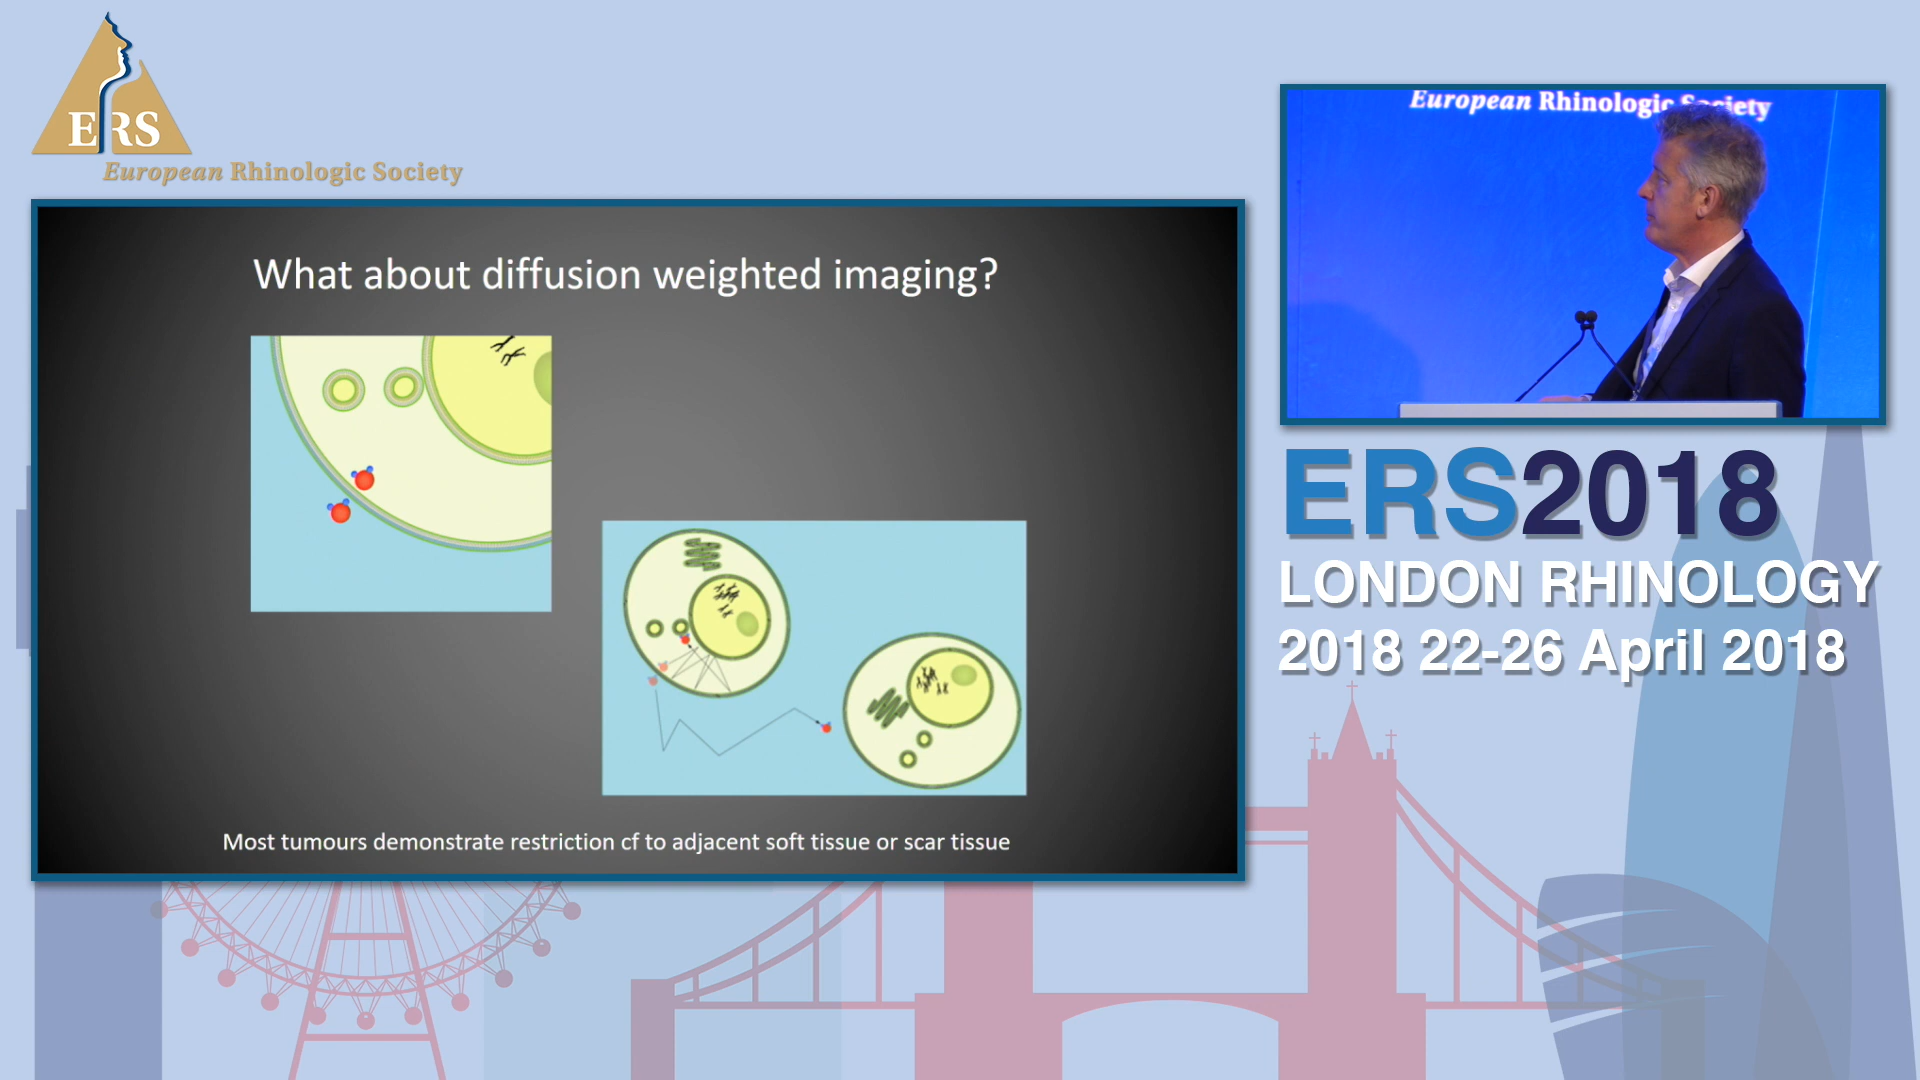 ERS
European Rhinologic Society
What about diffusion weighted imaging?
Most tumours demonstrate restriction cf to adjacent soft tissue or scar tissue
European Rhinologic Society
ERS2018
LONDON RHINOLOGY
2018 22-26 April 2018